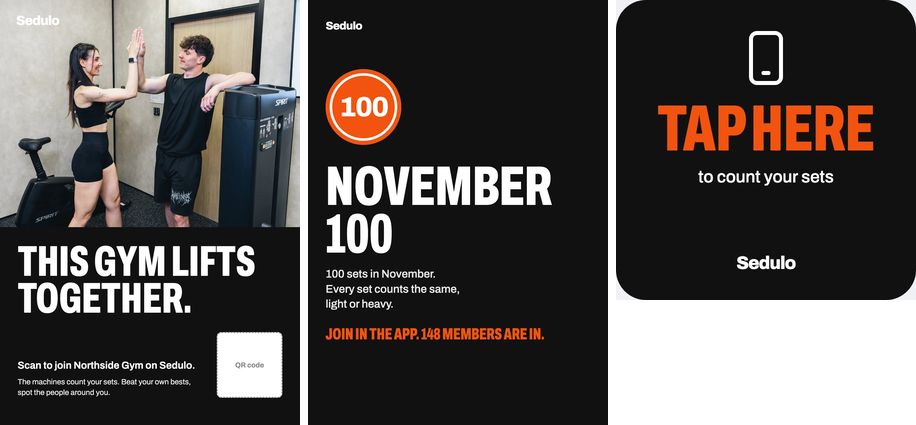 Sedulo
SPIRIT
SPIRIT
THIS GYM LIFTS
TOGETHER.
Scan to join Northside Gym on Sedulo.
The machines count your sets. Beat your own bests,
spot the people around you.
QR code
Sedulo
100
NOVEMBER
100
100 sets in November.
Every set counts the same,
light or heavy.
JOIN IN THE APP. 148 MEMBERS ARE IN.
TAP HERE
to count your sets
Sedulo